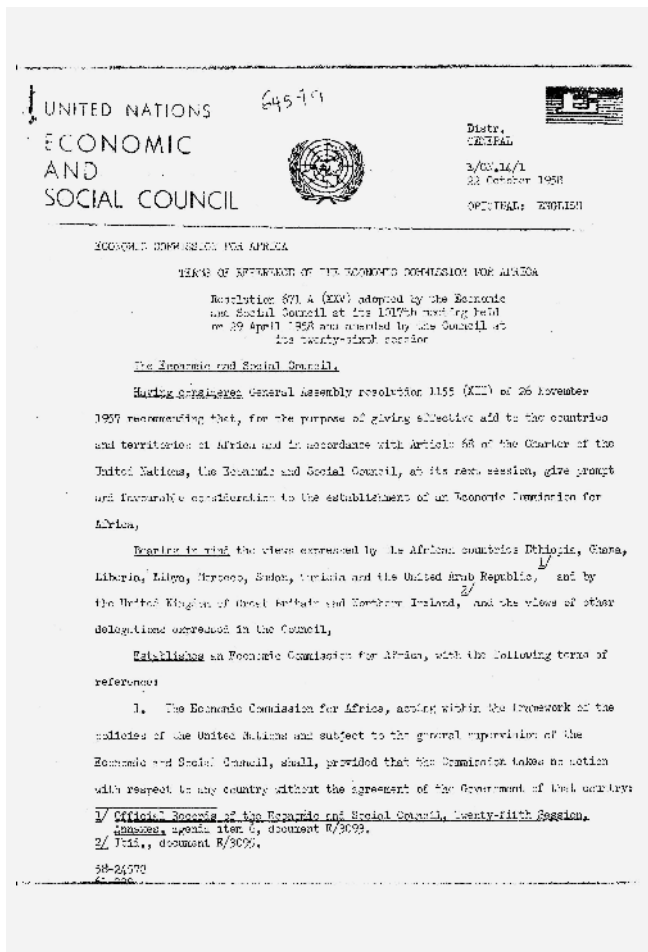 64599
UNITED NATIONS
ECONOMIC
AND
SOCIAL COUNCIL
Distr.
GENERAL
E/CN.14/1
22 October 1958
ORIGINAL: ENGLISH
ECONOMIC COMMISSION FOR AFRICA
TERMS OF REFERENCE OF THE ECONOMIC COMMISSION FOR AFRICA
Resolution 671 A (XXV) adopted by the Economic
and Social Council at its 1017th meeting held
on 29 April 1958 and amended by the Council at
its twenty-sixth session
The Economic and Social Council,
Having considered General Assembly resolution 1155 (XII) of 26 November
1957 recommending that, for the purpose of giving effective aid to the countries
and territories of Africa and in accordance with Article 68 of the Charter of the
United Nations, the Economic and Social Council, at its next session, give prompt
and favourable consideration to the establishment of an Economic Commission for
Africa,
Bearing in mind the views expressed by the African countries Ethiopia, Ghana,
Liberia, Libya, Morocco, Sudan, Tunisia and the United Arab Republic, 1/ and by
the United Kingdom of Great Britain and Northern Ireland, 2/ and the views of other
delegations expressed in the Council,
Establishes an Economic Commission for Africa, with the following terms of
reference:
1. The Economic Commission for Africa, acting within the framework of the
policies of the United Nations and subject to the general supervision of the
Economic and Social Council, shall, provided that the Commission takes no action
with respect to any country without the agreement of the Government of that country:
1/ Official Records of the Economic and Social Council, Twenty-fifth Session,
Annexes, agenda item 6, document E/3093.
2/ Ibid., document E/3095.
58-24570